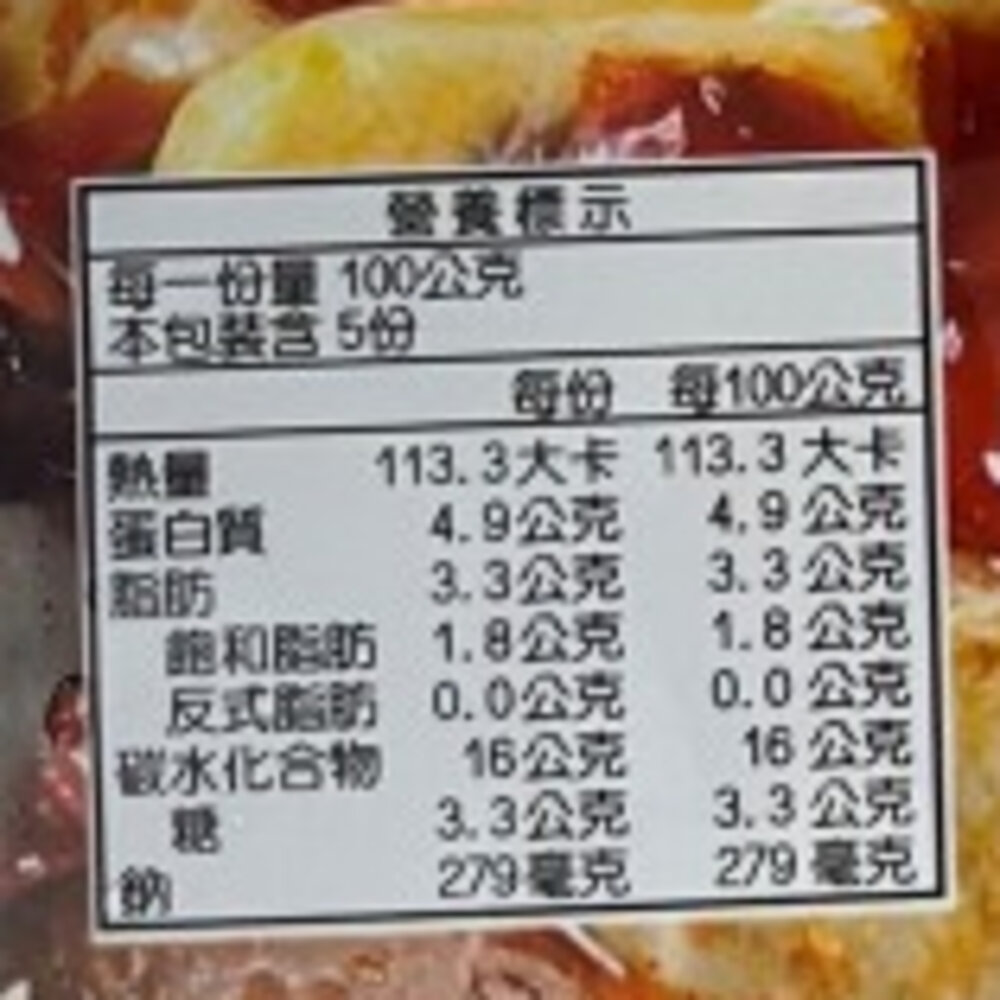 營養標示
每一份量 100公克
本包裝含 5份
每份 每100公克
熱量 113.3大卡 113.3大卡
蛋白質 4.9公克 4.9公克
脂肪 3.3公克 3.3公克
飽和脂肪 1.8公克 1.8公克
反式脂肪 0.0公克 0.0公克
碳水化合物 16公克 16公克
糖 3.3公克 3.3公克
鈉 279毫克 279毫克